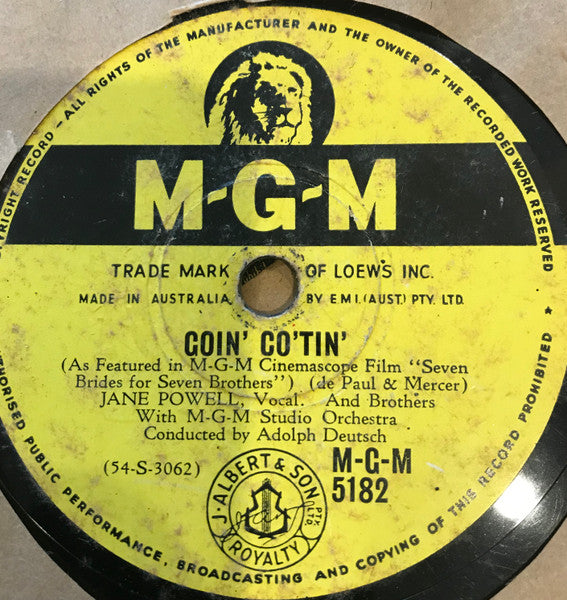 YRIGHT RECORD – ALL RIGHTS OF THE MANUFACTURER AND THE OWNER OF THE RECORDED WORK RESERVED
M-G-M
TRADE MARK OF LOEWS INC.
MADE IN AUSTRALIA BY E.M.I. (AUST) PTY. LTD.
GOIN' CO'TIN'
(As Featured in M-G-M Cinemascope Film "Seven
Brides for Seven Brothers") (de Paul & Mercer)
JANE POWELL, Vocal. And Brothers
With M-G-M Studio Orchestra
Conducted by Adolph Deutsch
(54-S-3062)
M-G-M
5182
J. ALBERT & SON PTY. LTD.
ROYALTY
THORISED PUBLIC PERFORMANCE, BROADCASTING AND COPYING OF THIS RECORD PROHIBITED ★